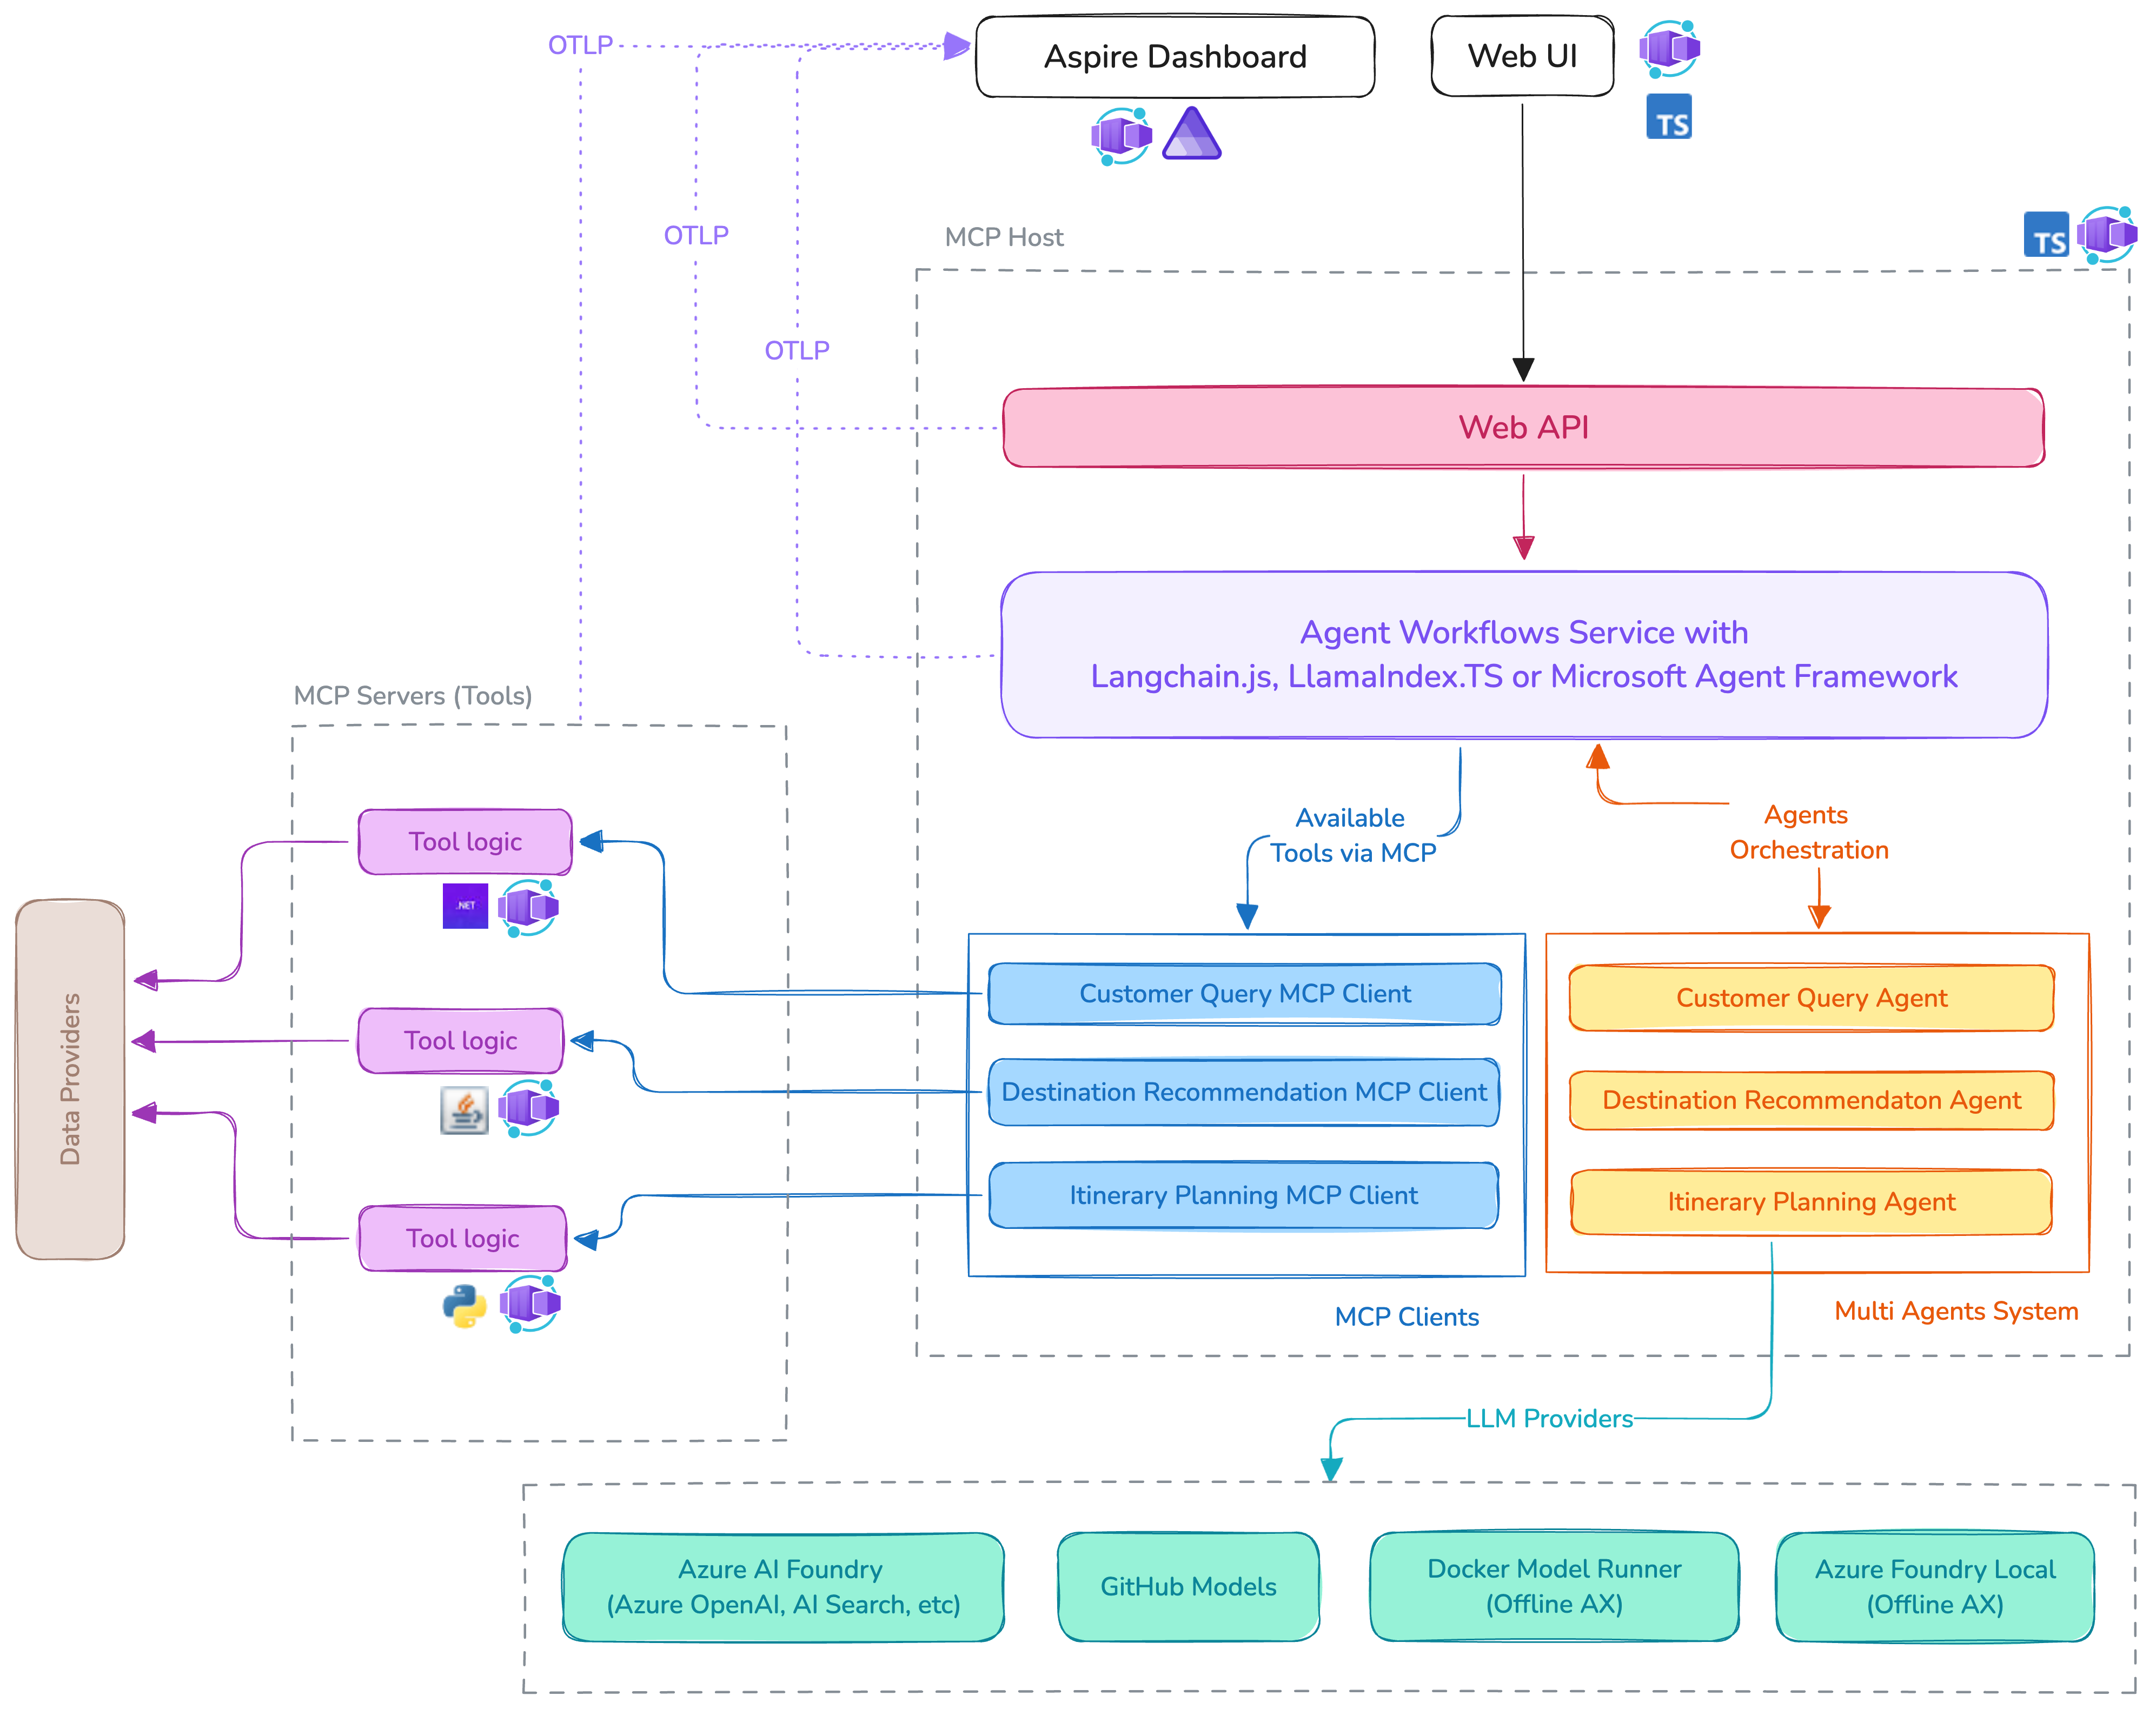 OTLP
Aspire Dashboard
Web UI
TS
OTLP
MCP Host
TS
OTLP
Web API
Agent Workflows Service with
Langchain.js, LlamaIndex.TS or Microsoft Agent Framework
MCP Servers (Tools)
Available
Tools via MCP
Agents
Orchestration
Tool logic
.NET
Data Providers
Tool logic
Tool logic
Customer Query MCP Client
Destination Recommendation MCP Client
Itinerary Planning MCP Client
MCP Clients
Customer Query Agent
Destination Recommendaton Agent
Itinerary Planning Agent
Multi Agents System
LLM Providers
Azure AI Foundry
(Azure OpenAI, AI Search, etc)
GitHub Models
Docker Model Runner
(Offline AX)
Azure Foundry Local
(Offline AX)